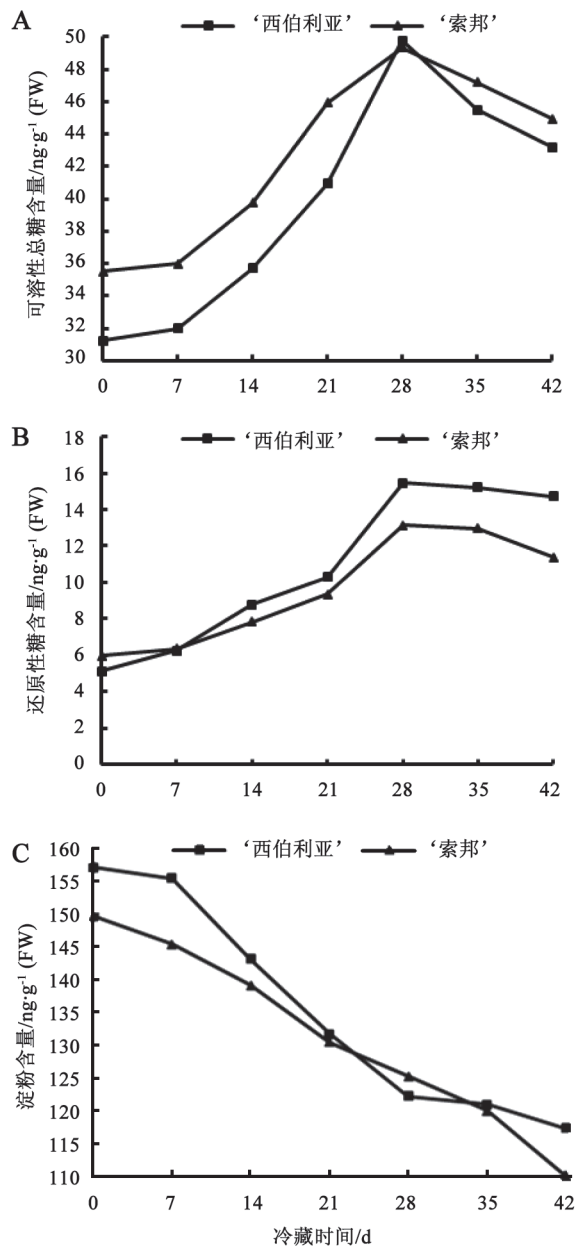 A
‘西伯利亚’ ‘索邦’
50
48
46
44
42
40
38
36
34
32
30
可溶性总糖含量/ng·g-1 (FW)
0 7 14 21 28 35 42
B
‘西伯利亚’ ‘索邦’
18
16
14
12
10
8
6
4
2
0
还原性糖含量/ng·g-1 (FW)
0 7 14 21 28 35 42
C
‘西伯利亚’ ‘索邦’
160
155
150
145
140
135
130
125
120
115
110
淀粉含量/ng·g-1 (FW)
0 7 14 21 28 35 42
冷藏时间/d